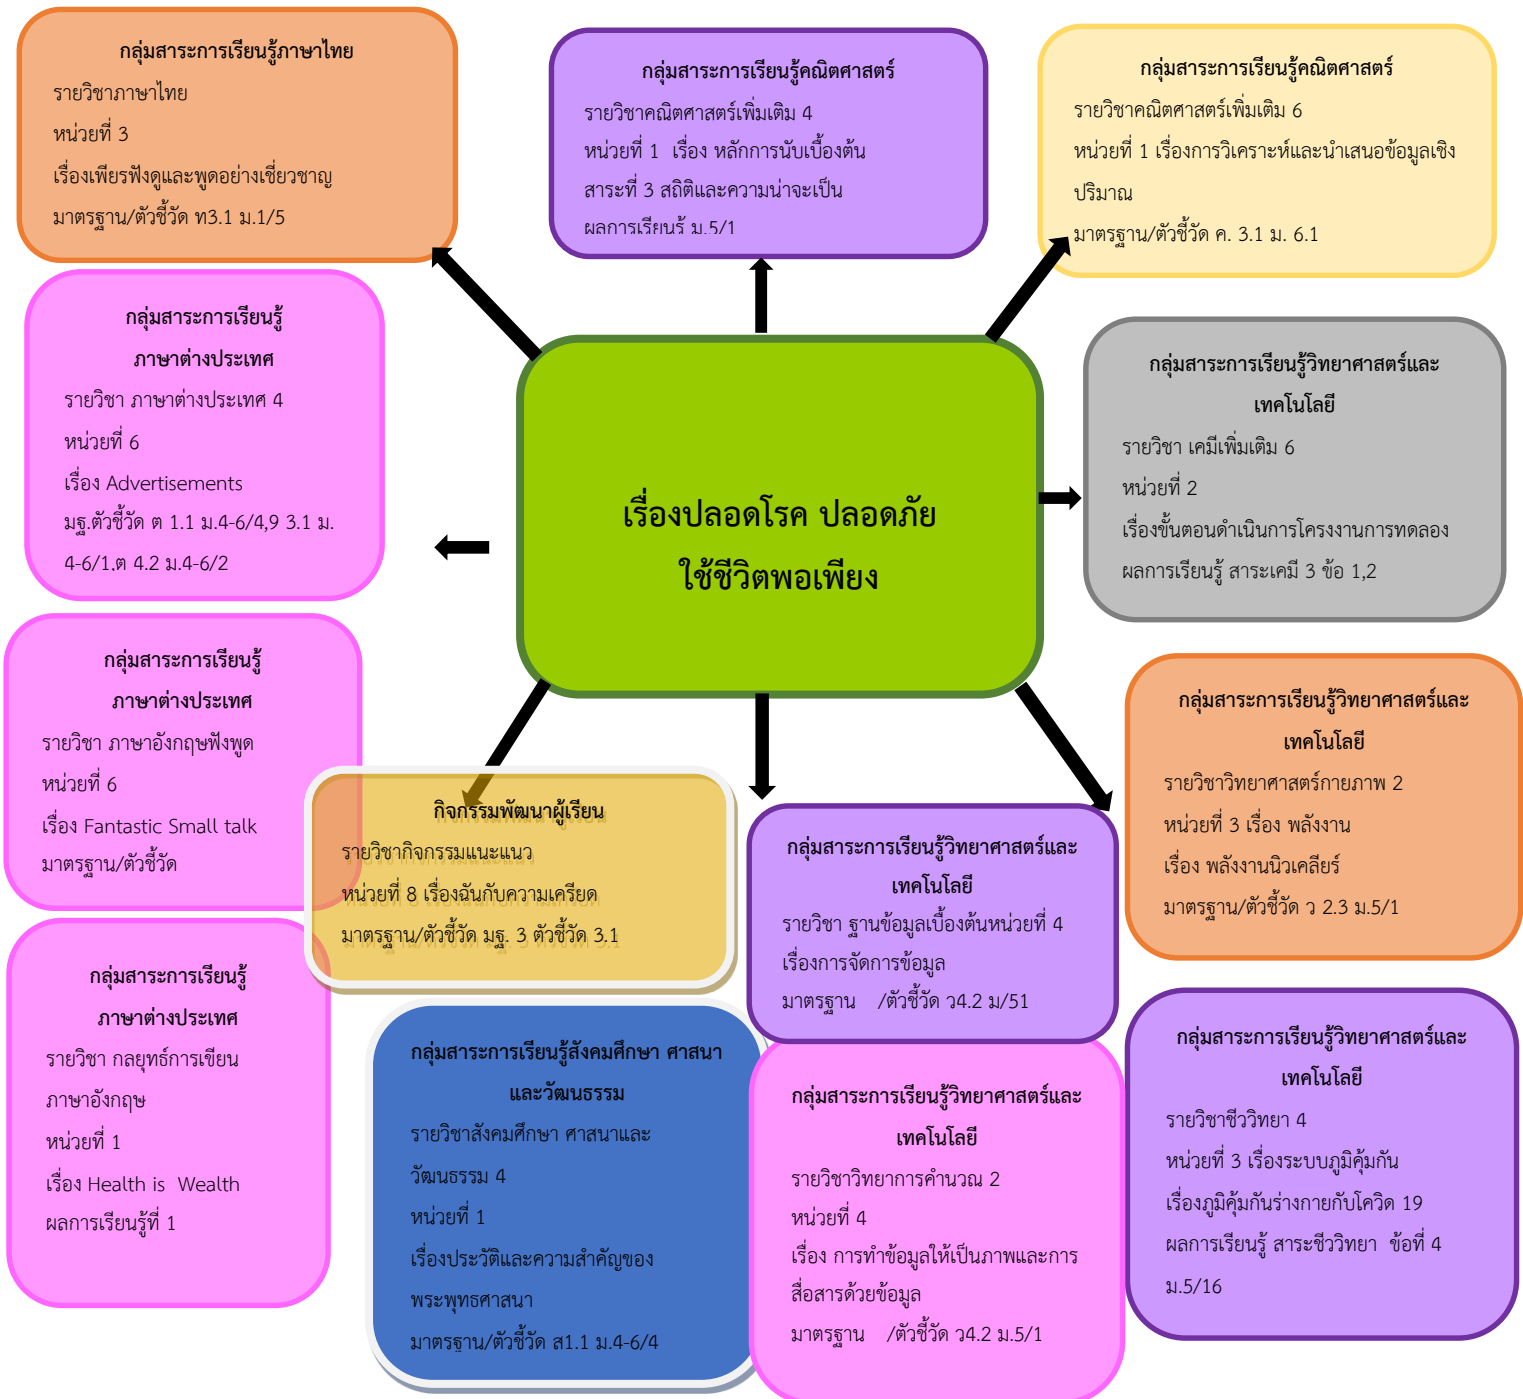 กลุ่มสาระการเรียนรู้ภาษาไทย
รายวิชาภาษาไทย
หน่วยที่ 3
เรื่องเพียรฟังดูและพูดอย่างเชี่ยวชาญ
มาตรฐาน/ตัวชี้วัด ท3.1 ม.1/5
กลุ่มสาระการเรียนรู้คณิตศาสตร์
รายวิชาคณิตศาสตร์เพิ่มเติม 4
หน่วยที่ 1 เรื่อง หลักการนับเบื้องต้น
สาระที่ 3 สถิติและความน่าจะเป็น
ผลการเรียนรู้ ม.5/1
กลุ่มสาระการเรียนรู้คณิตศาสตร์
รายวิชาคณิตศาสตร์เพิ่มเติม 6
หน่วยที่ 1 เรื่องการวิเคราะห์และนำเสนอข้อมูลเชิง
ปริมาณ
มาตรฐาน/ตัวชี้วัด ค. 3.1 ม. 6.1
กลุ่มสาระการเรียนรู้
ภาษาต่างประเทศ
รายวิชา ภาษาต่างประเทศ 4
หน่วยที่ 6
เรื่อง Advertisements
มฐ.ตัวชี้วัด ต 1.1 ม.4-6/4,9 3.1 ม.
4-6/1,ต 4.2 ม.4-6/2
เรื่องปลอดโรค ปลอดภัย
ใช้ชีวิตพอเพียง
กลุ่มสาระการเรียนรู้วิทยาศาสตร์และ
เทคโนโลยี
รายวิชา เคมีเพิ่มเติม 6
หน่วยที่ 2
เรื่องขั้นตอนดำเนินการโครงงานการทดลอง
ผลการเรียนรู้ สาระเคมี 3 ข้อ 1,2
กลุ่มสาระการเรียนรู้
ภาษาต่างประเทศ
รายวิชา ภาษาอังกฤษฟังพูด
หน่วยที่ 6
เรื่อง Fantastic Small talk
มาตรฐาน/ตัวชี้วัด
กิจกรรมพัฒนาผู้เรียน
รายวิชากิจกรรมแนะแนว
หน่วยที่ 8 เรื่องฉันกับความเครียด
มาตรฐาน/ตัวชี้วัด มฐ. 3 ตัวชี้วัด 3.1
กลุ่มสาระการเรียนรู้วิทยาศาสตร์และ
เทคโนโลยี
รายวิชา ฐานข้อมูลเบื้องต้นหน่วยที่ 4
เรื่องการจัดการข้อมูล
มาตรฐาน /ตัวชี้วัด ว4.2 ม/51
กลุ่มสาระการเรียนรู้วิทยาศาสตร์และ
เทคโนโลยี
รายวิชาวิทยาศาสตร์กายภาพ 2
หน่วยที่ 3 เรื่อง พลังงาน
เรื่อง พลังงานนิวเคลียร์
มาตรฐาน/ตัวชี้วัด ว 2.3 ม.5/1
กลุ่มสาระการเรียนรู้
ภาษาต่างประเทศ
รายวิชา กลยุทธ์การเขียน
ภาษาอังกฤษ
หน่วยที่ 1
เรื่อง Health is Wealth
ผลการเรียนรู้ที่ 1
กลุ่มสาระการเรียนรู้สังคมศึกษา ศาสนา
และวัฒนธรรม
รายวิชาสังคมศึกษา ศาสนาและ
วัฒนธรรม 4
หน่วยที่ 1
เรื่องประวัติและความสำคัญของ
พระพุทธศาสนา
มาตรฐาน/ตัวชี้วัด ส1.1 ม.4-6/4
กลุ่มสาระการเรียนรู้วิทยาศาสตร์และ
เทคโนโลยี
รายวิชาวิทยาการคำนวณ 2
หน่วยที่ 4
เรื่อง การทำข้อมูลให้เป็นภาพและการ
สื่อสารด้วยข้อมูล
มาตรฐาน /ตัวชี้วัด ว4.2 ม.5/1
กลุ่มสาระการเรียนรู้วิทยาศาสตร์และ
เทคโนโลยี
รายวิชาชีววิทยา 4
หน่วยที่ 3 เรื่องระบบภูมิคุ้มกัน
เรื่องภูมิคุ้มกันร่างกายกับโควิด 19
ผลการเรียนรู้ สาระชีววิทยา ข้อที่ 4
ม.5/16